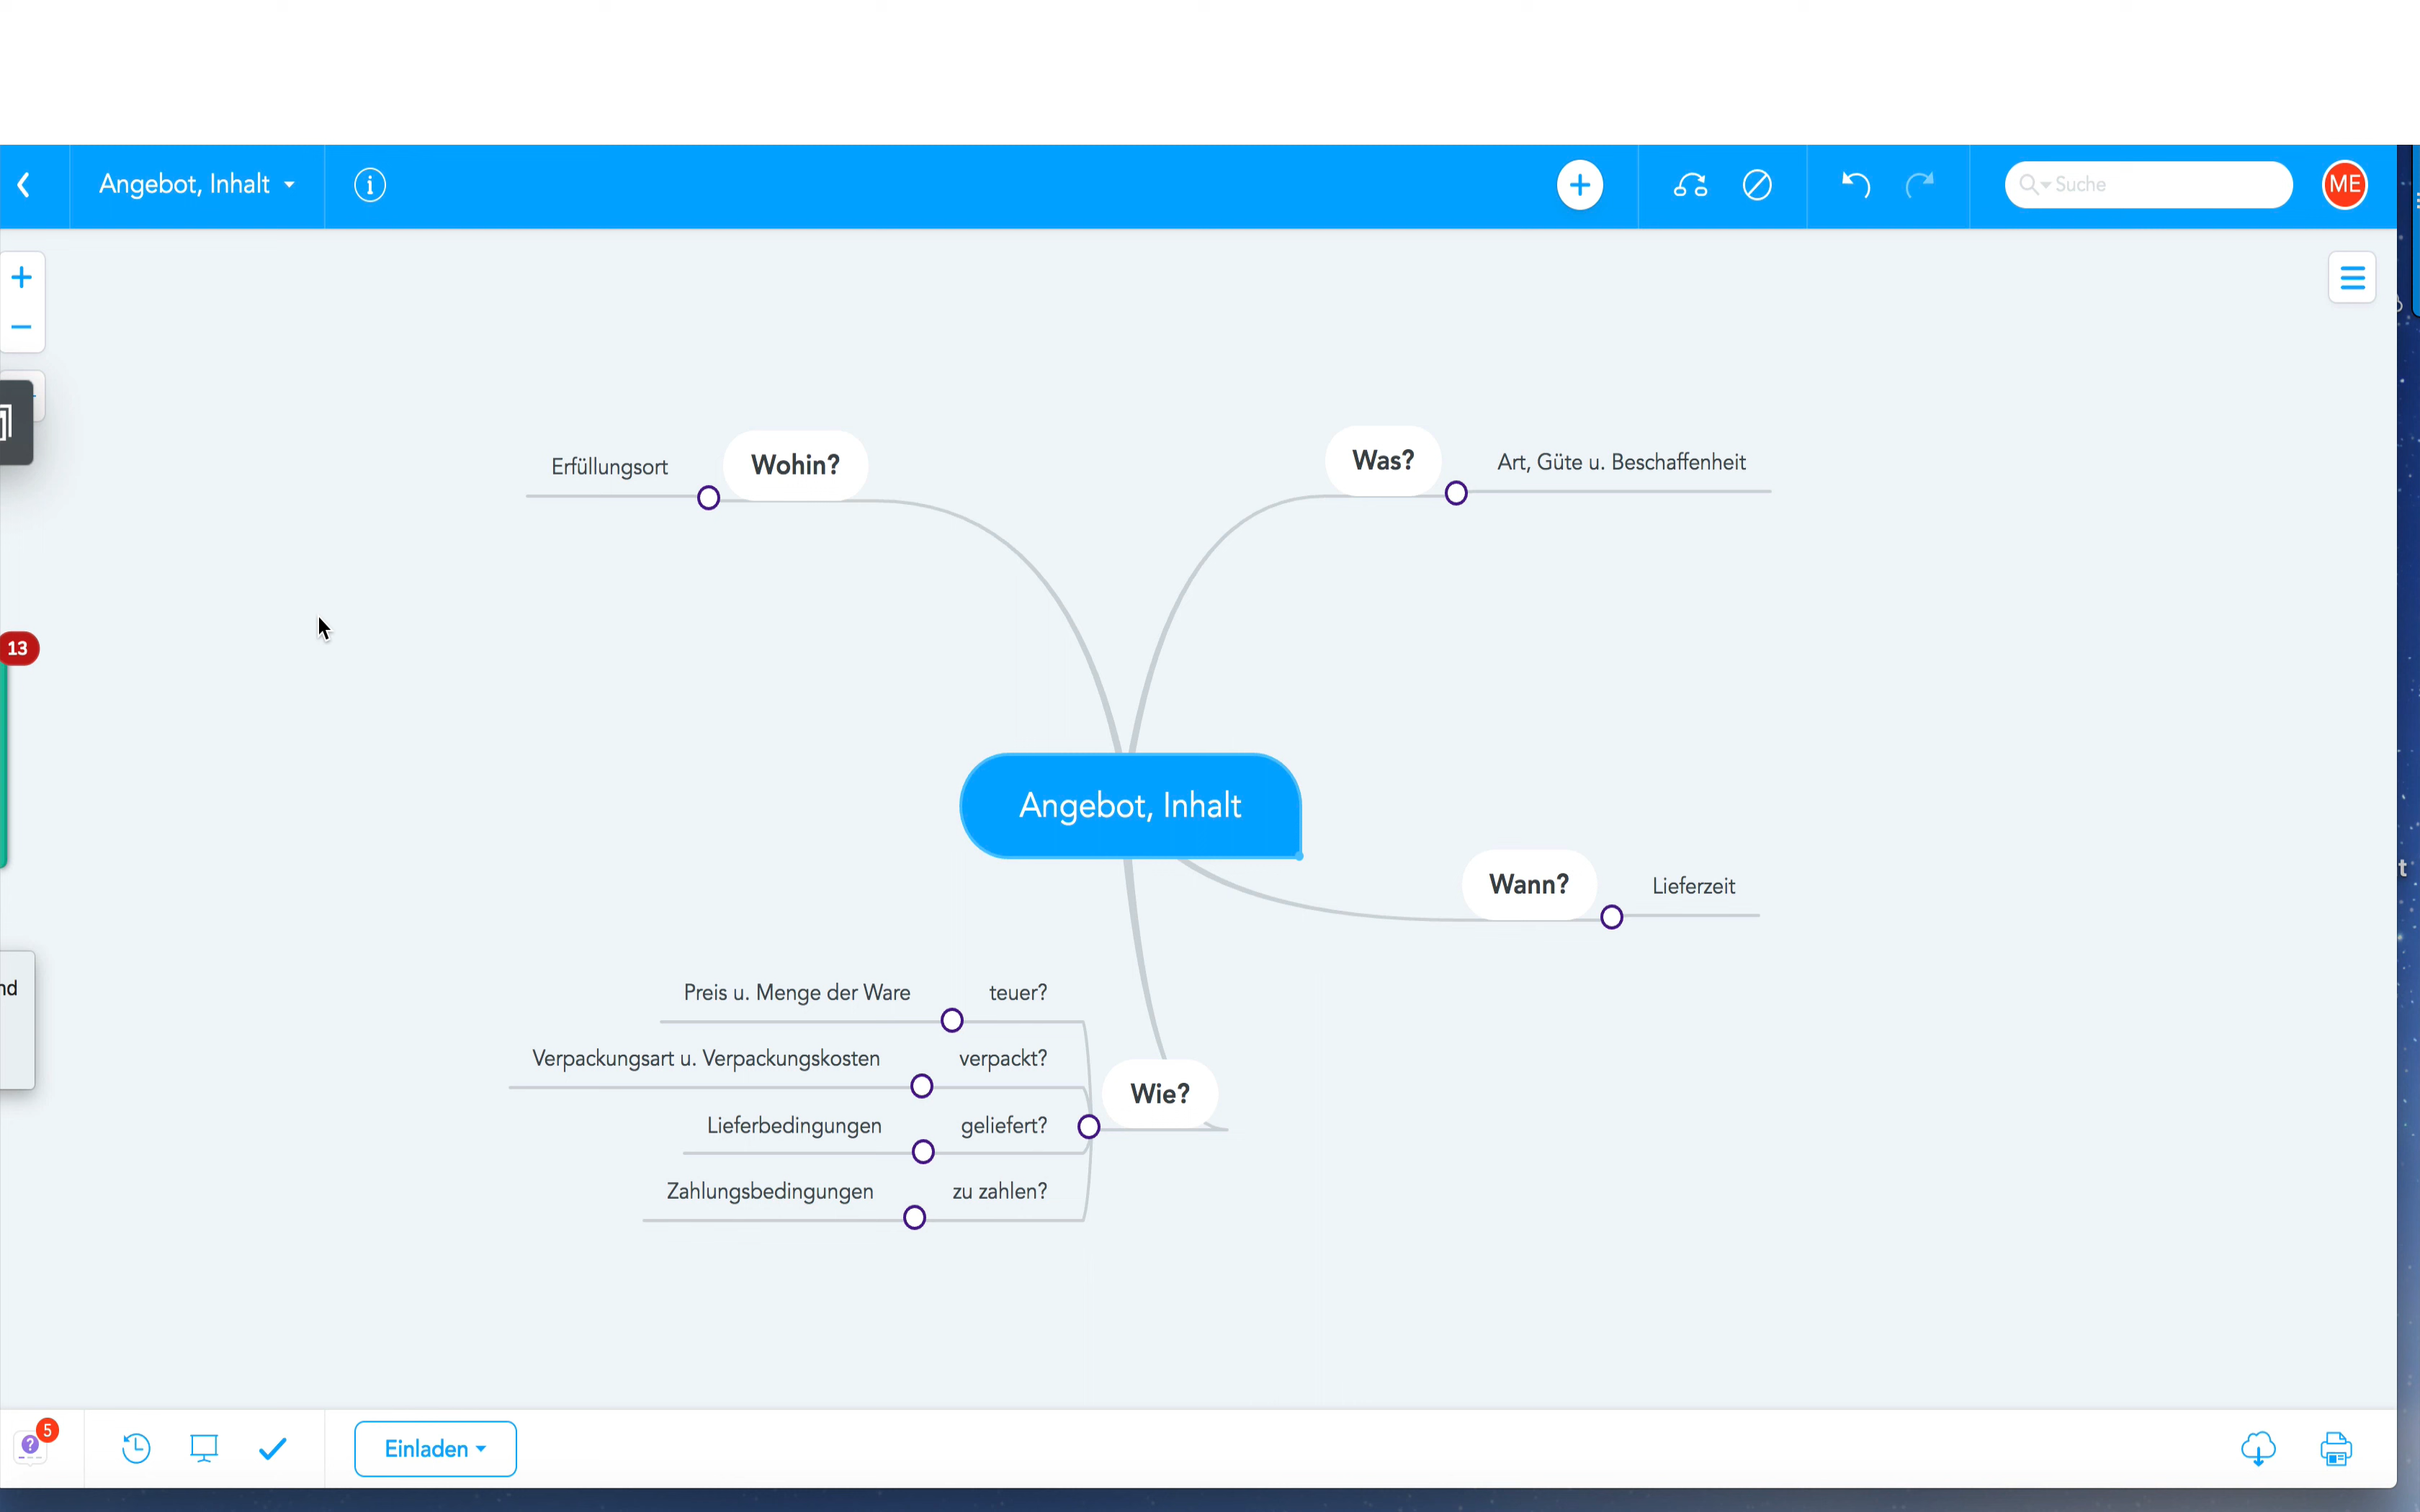 Angebot, Inhalt
Suche
ME
Erfüllungsort
Wohin?
Was?
Art, Güte u. Beschaffenheit
13
Angebot, Inhalt
Wann?
Lieferzeit
nd
Preis u. Menge der Ware
teuer?
Verpackungsart u. Verpackungskosten
verpackt?
Wie?
Lieferbedingungen
geliefert?
Zahlungsbedingungen
zu zahlen?
5
Einladen